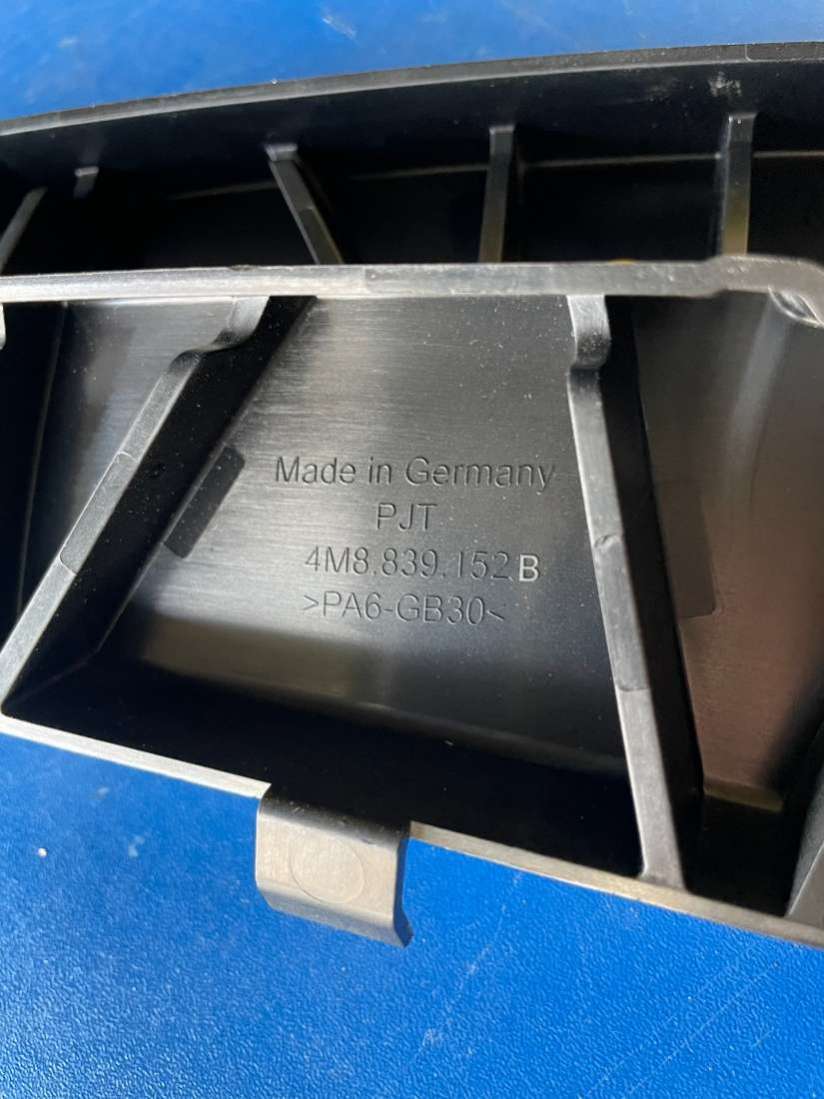 Made in Germany
PJT
4M8.839.152 B
>PA6-GB30<